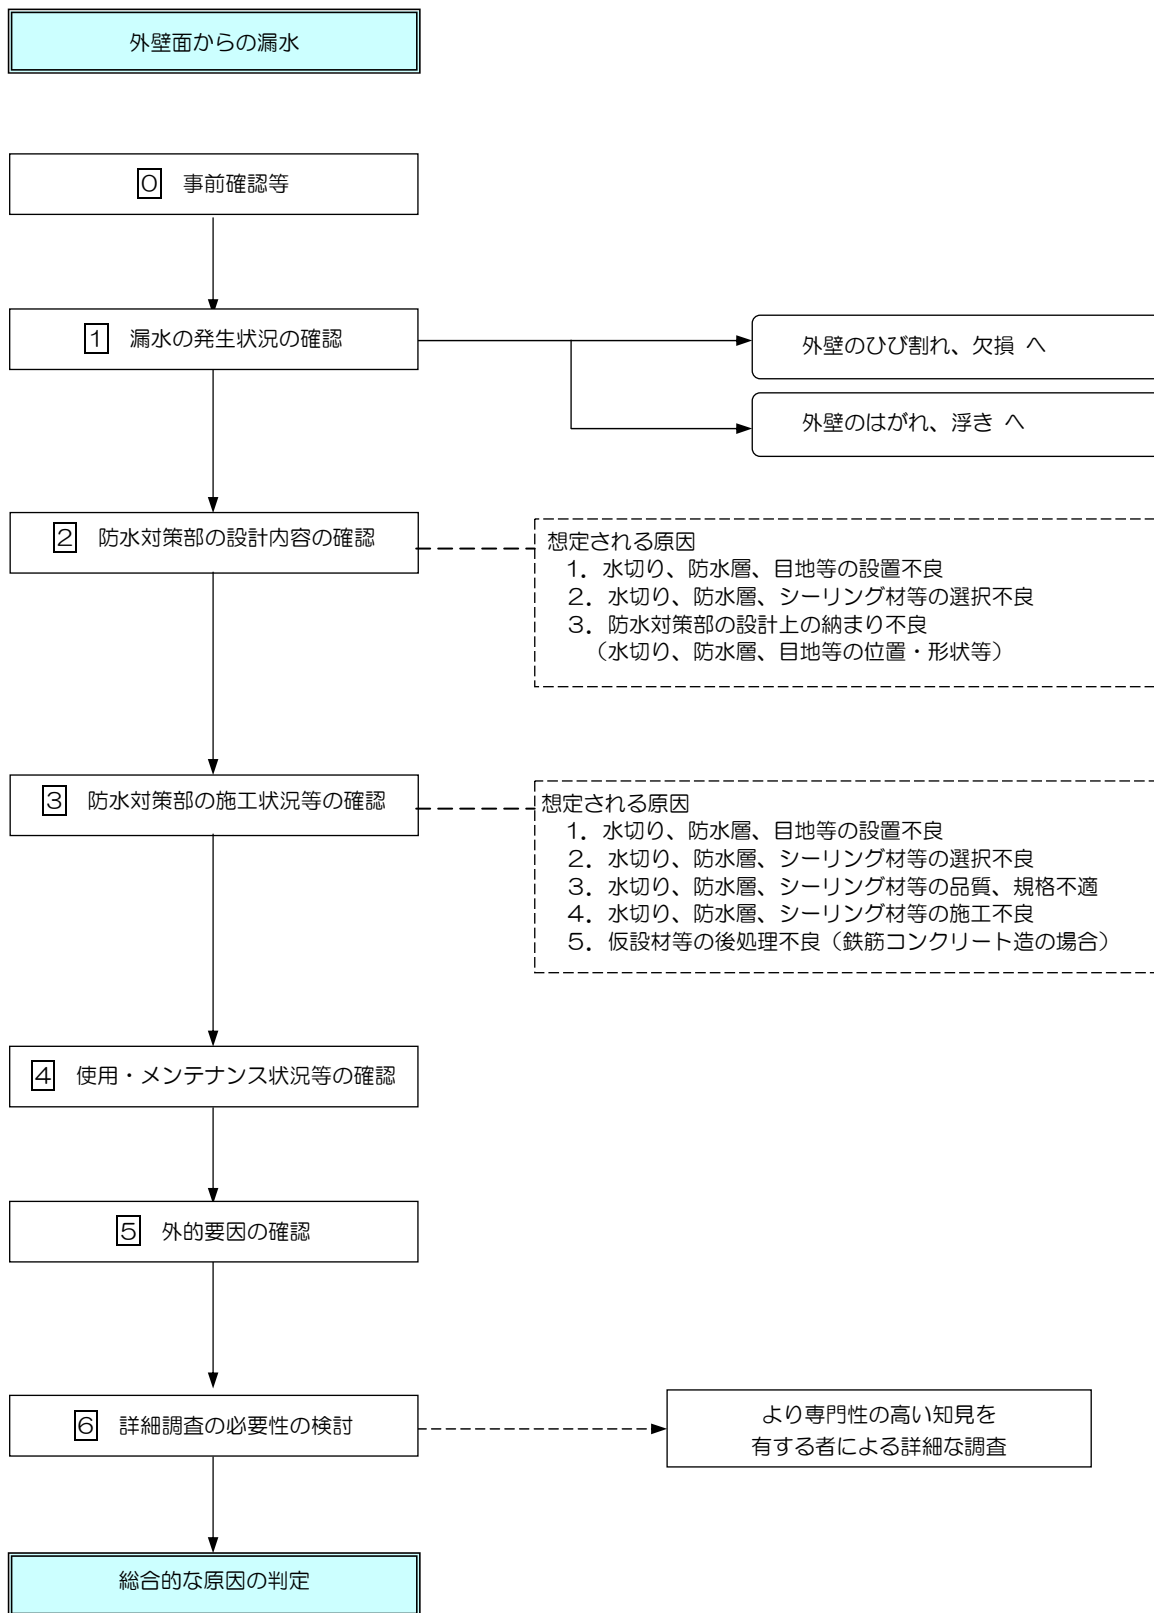 外壁面からの漏水
0 事前確認等
1 漏水の発生状況の確認
外壁のひび割れ、欠損 へ
外壁のはがれ、浮き へ
2 防水対策部の設計内容の確認
想定される原因
1．水切り、防水層、目地等の設置不良
2．水切り、防水層、シーリング材等の選択不良
3．防水対策部の設計上の納まり不良
（水切り、防水層、目地等の位置・形状等）
3 防水対策部の施工状況等の確認
想定される原因
1．水切り、防水層、目地等の設置不良
2．水切り、防水層、シーリング材等の選択不良
3．水切り、防水層、シーリング材等の品質、規格不適
4．水切り、防水層、シーリング材等の施工不良
5．仮設材等の後処理不良（鉄筋コンクリート造の場合）
4 使用・メンテナンス状況等の確認
5 外的要因の確認
6 詳細調査の必要性の検討
より専門性の高い知見を
有する者による詳細な調査
総合的な原因の判定